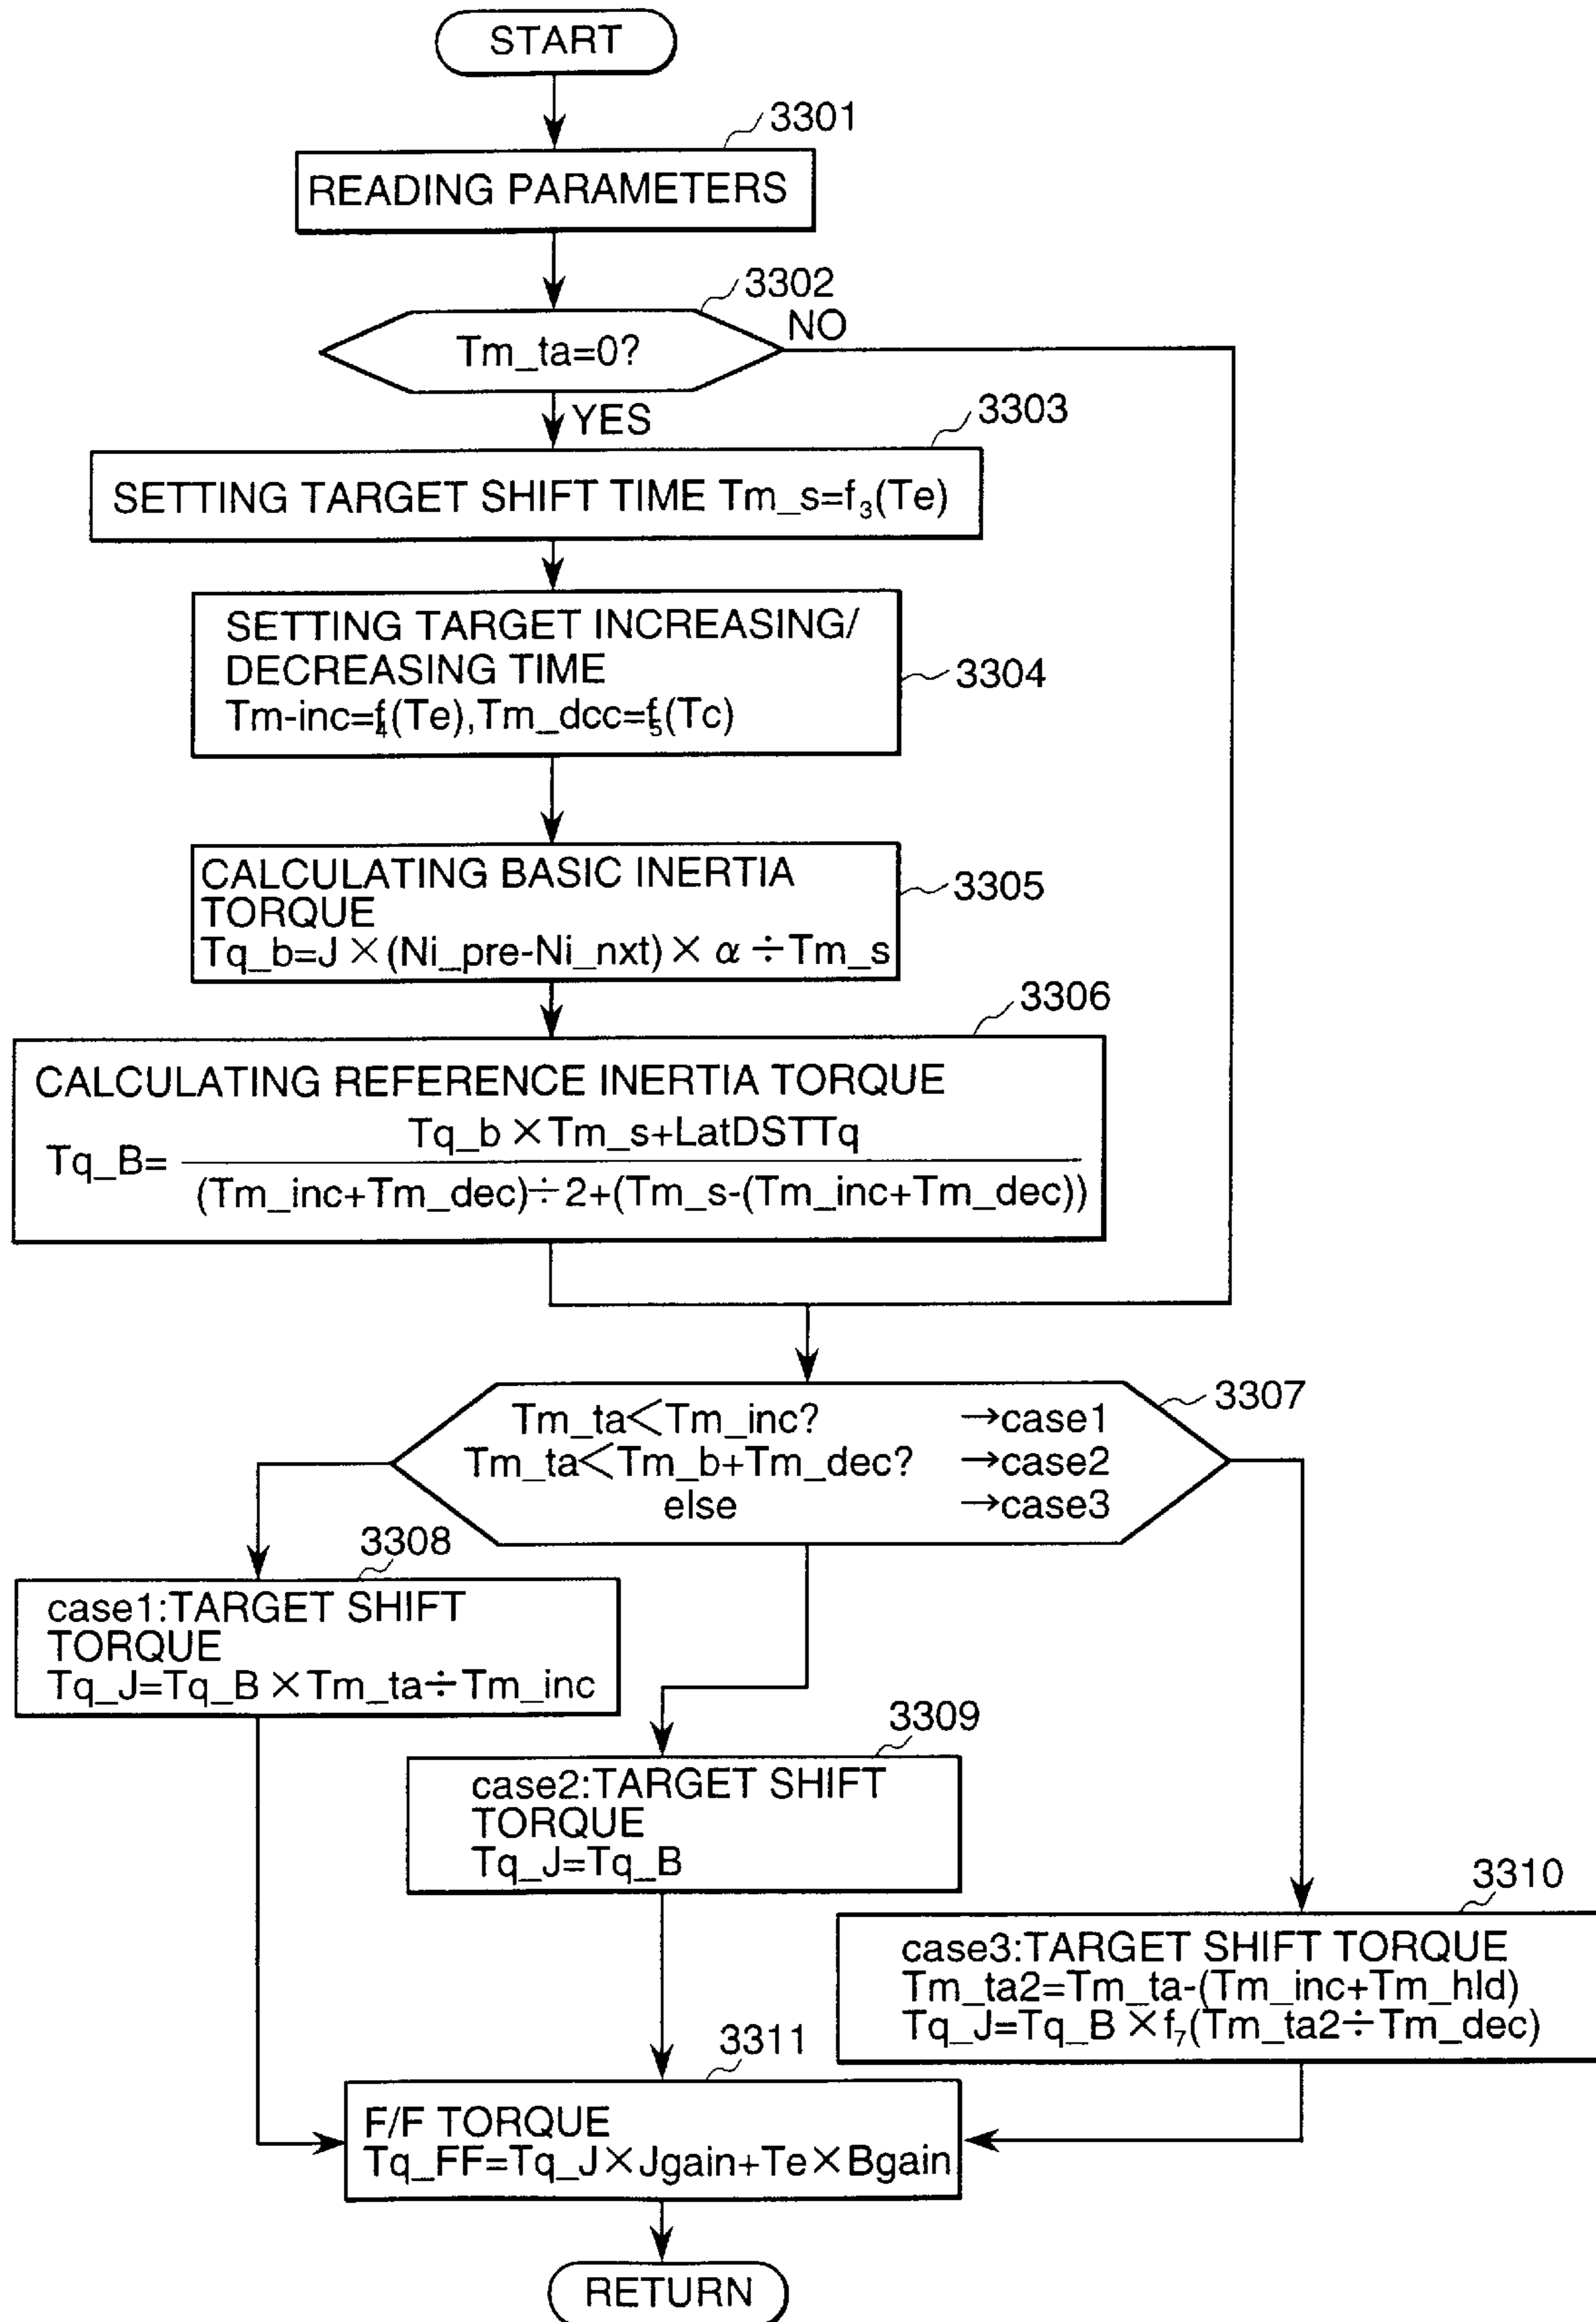 START
3301
READING PARAMETERS
3302
Tm_ta=0?
NO
YES
3303
SETTING TARGET SHIFT TIME Tm_s=f₃(Te)
SETTING TARGET INCREASING/
DECREASING TIME
Tm-inc=f₄(Te),Tm_dcc=f₅(Tc)
3304
CALCULATING BASIC INERTIA
TORQUE
Tq_b=J×(Ni_pre-Ni_nxt)×α÷Tm_s
3305
3306
CALCULATING REFERENCE INERTIA TORQUE
Tq_b×Tm_s+LatDSTTq
Tq_B=
(Tm_inc+Tm_dec)÷2+(Tm_s-(Tm_inc+Tm_dec))
3307
Tm_ta<Tm_inc? →case1
Tm_ta<Tm_b+Tm_dec? →case2
else →case3
3308
case1:TARGET SHIFT
TORQUE
Tq_J=Tq_B×Tm_ta÷Tm_inc
3309
case2:TARGET SHIFT
TORQUE
Tq_J=Tq_B
3310
case3:TARGET SHIFT TORQUE
Tm_ta2=Tm_ta-(Tm_inc+Tm_hld)
Tq_J=Tq_B×f₇(Tm_ta2÷Tm_dec)
3311
F/F TORQUE
Tq_FF=Tq_J×Jgain+Te×Bgain
RETURN